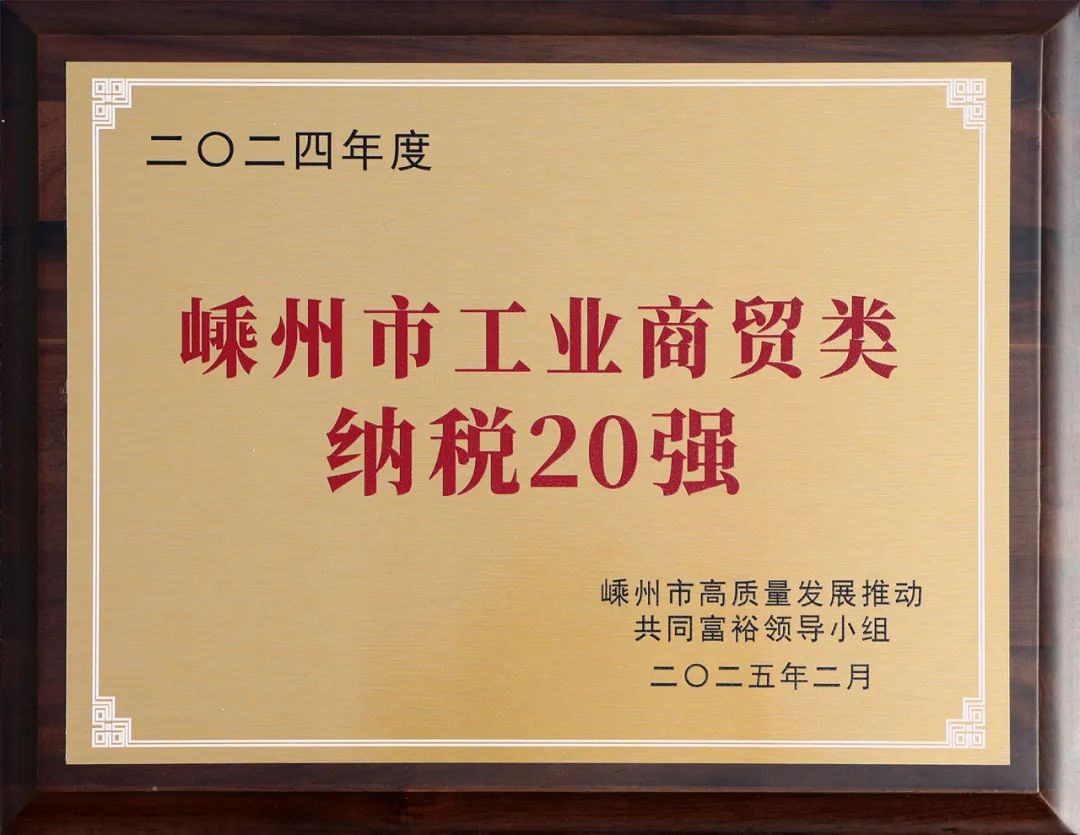 二〇二四年度
嵊州市工业商贸类
纳税20强
嵊州市高质量发展推动
共同富裕领导小组
二〇二五年二月